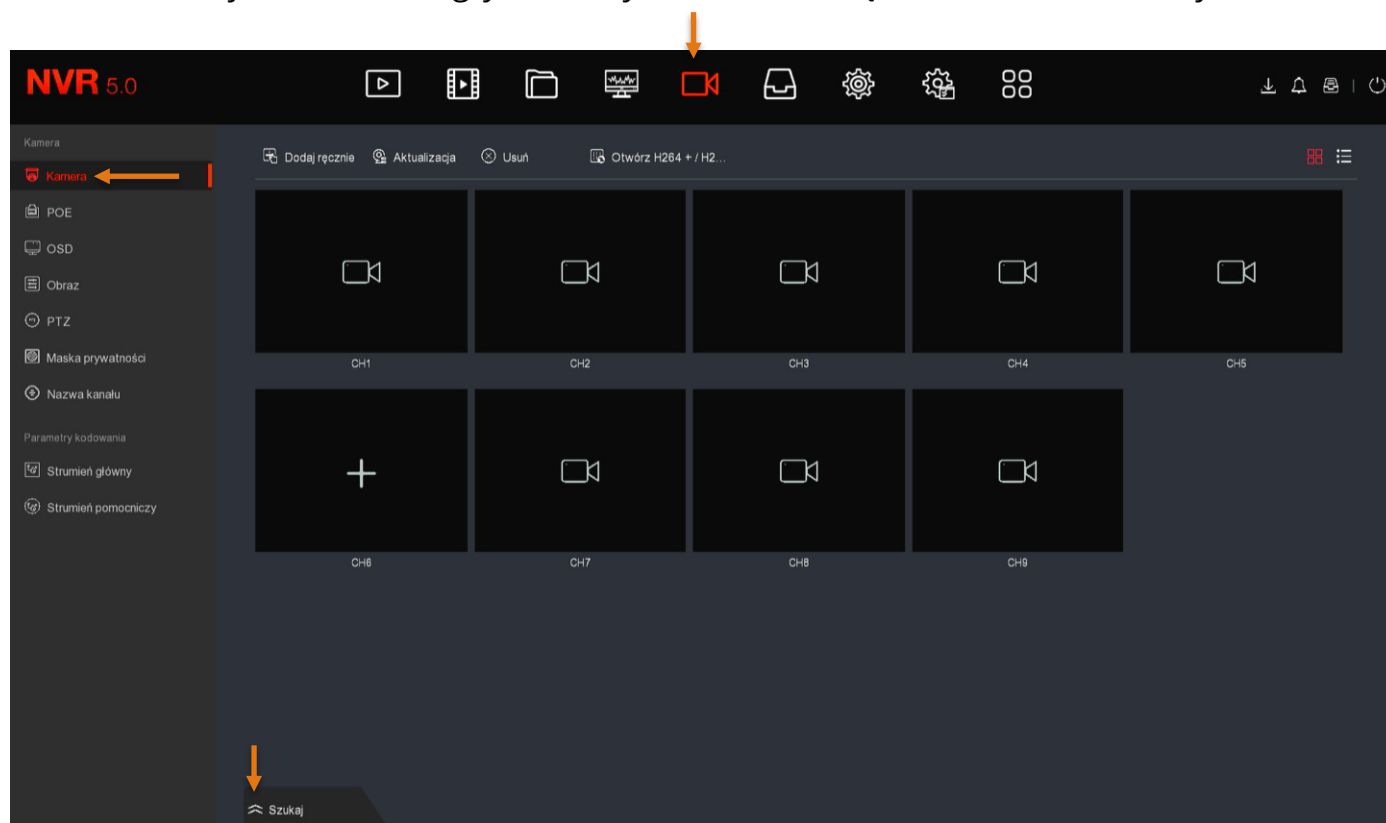 NVR 5.0
Kamera
Kamera
POE
OSD
Obraz
PTZ
Maska prywatności
Nazwa kanału
Parametry kodowania
Strumień główny
Strumień pomocniczy
Dodaj ręcznie Aktualizacja Usuń Otwórz H264 + / H2...
CH1 CH2 CH3 CH4 CH5
CH6 CH7 CH8 CH9
Szukaj